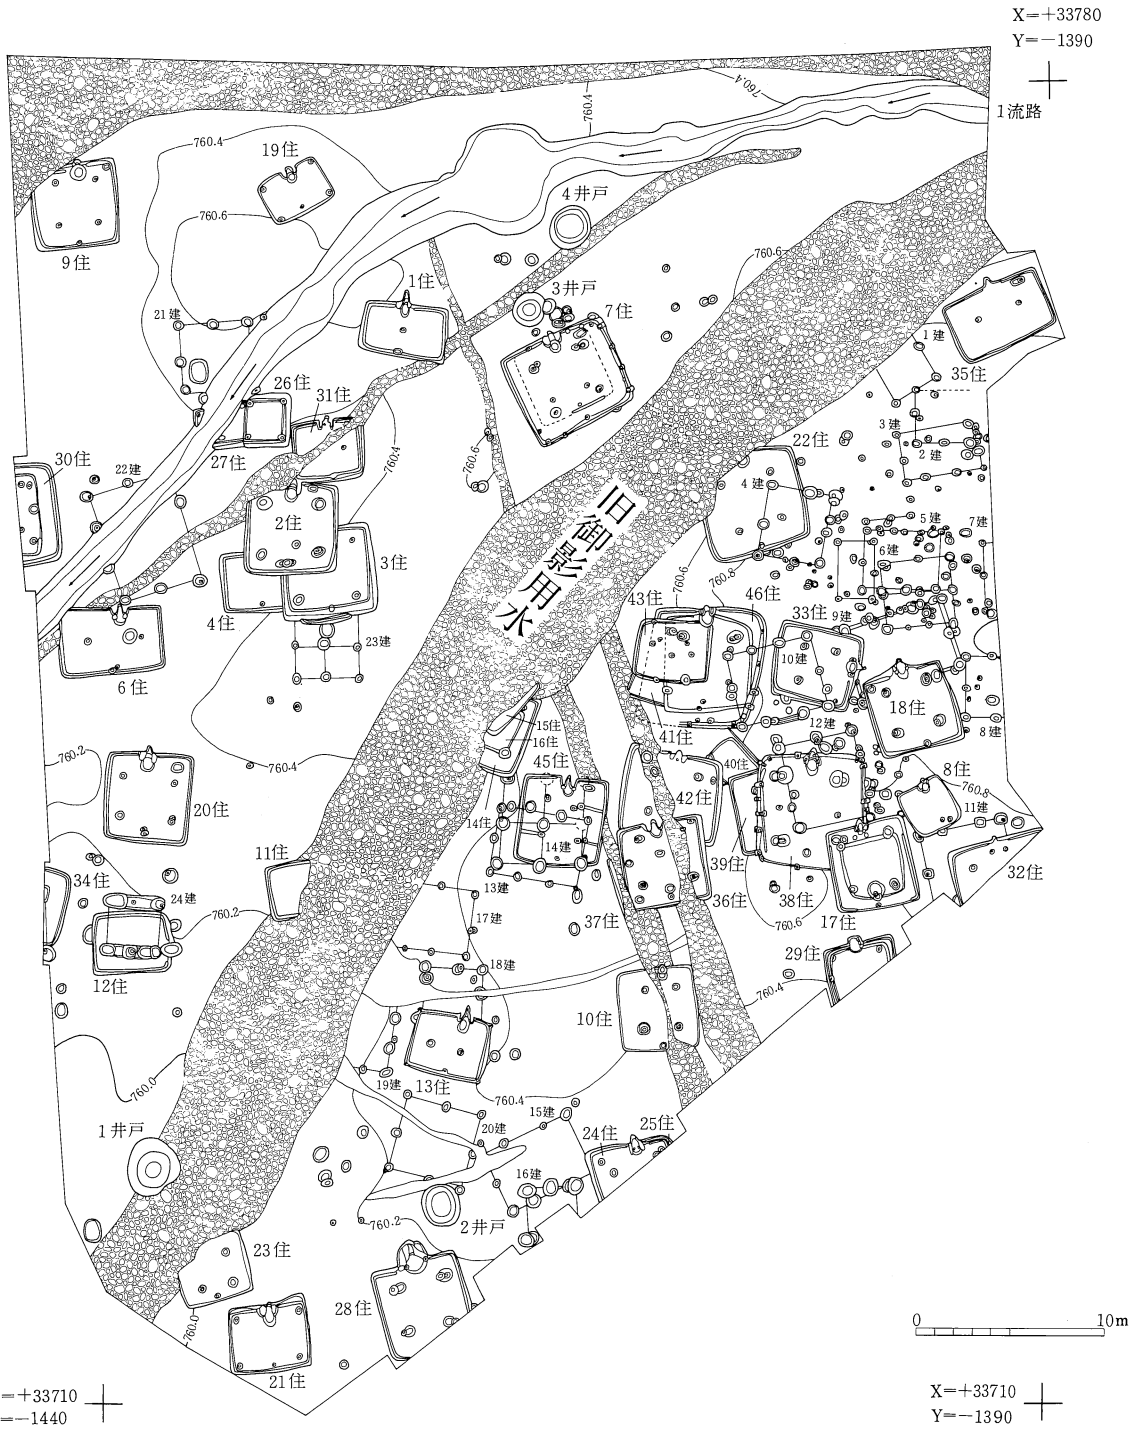 X=+33780
Y=-1390
1流路
760.4
760.4
760.4
19住
4井戸
760.6
9住
760.6
1住
3井戸
7住
21建
1建
35住
26住
31住
3建
22住
2建
760.4
760.6
27住
30住
22建
4建
旧御影用水
2住
5建
7建
6建
3住
760.6
760.8
46住
43住
33住
9建
4住
23建
10建
6住
18住
15住
16住
41住
12建
8建
760.2
760.4
45住
40住
8住
760.8
20住
42住
11建
14住
14建
39住
11住
32住
34住
13建
24建
36住
38住
760.2
17建
37住
760.6
17住
29住
18建
12住
760.4
10住
760.0
19建
13住
760.4
20建
15建
1井戸
24住
25住
16建
760.2
2井戸
23住
28住
760.0
21住
0
10m
=+33710
=-1440
X=+33710
Y=-1390